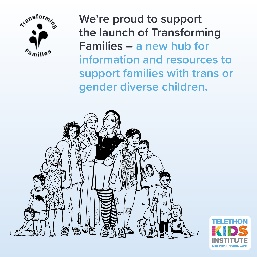 Transforming
Families
We're proud to support
the launch of Transforming
Families – a new hub for
information and resources to
support families with trans or
gender diverse children.
TELETHON
KIDS
INSTITUTE